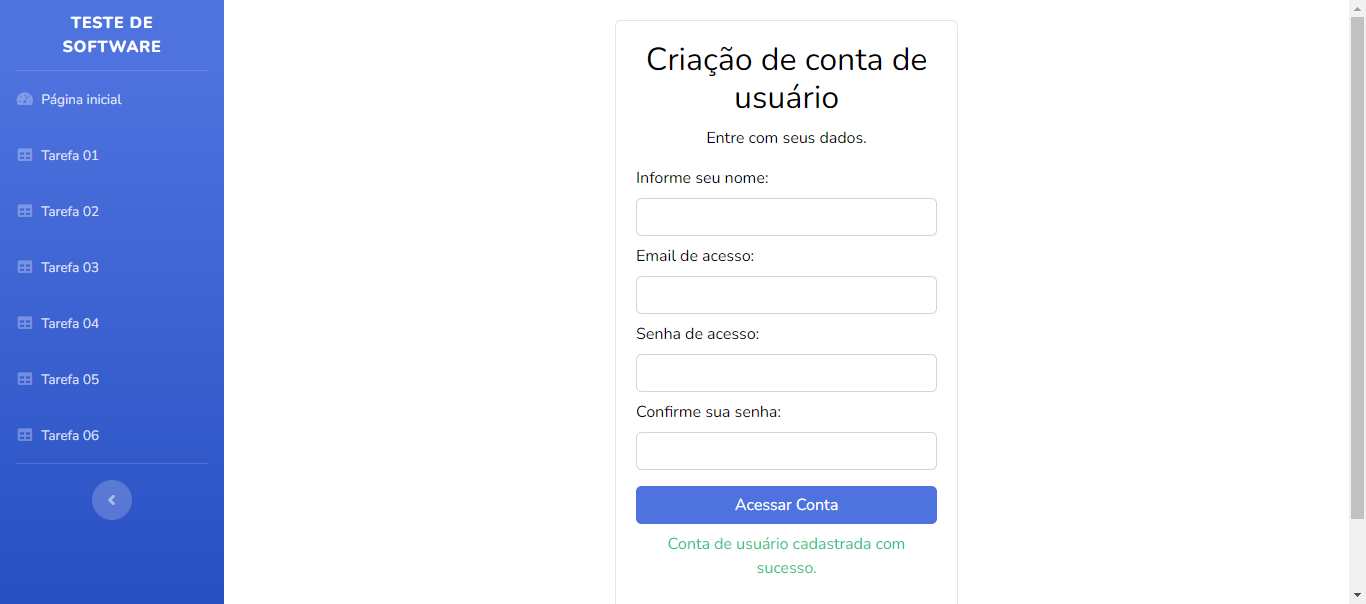 TESTE DE
SOFTWARE
Página inicial
Tarefa 01
Tarefa 02
Tarefa 03
Tarefa 04
Tarefa 05
Tarefa 06
Criação de conta de
usuário
Entre com seus dados.
Informe seu nome:
Email de acesso:
Senha de acesso:
Confirme sua senha:
Acessar Conta
Conta de usuário cadastrada com
sucesso.